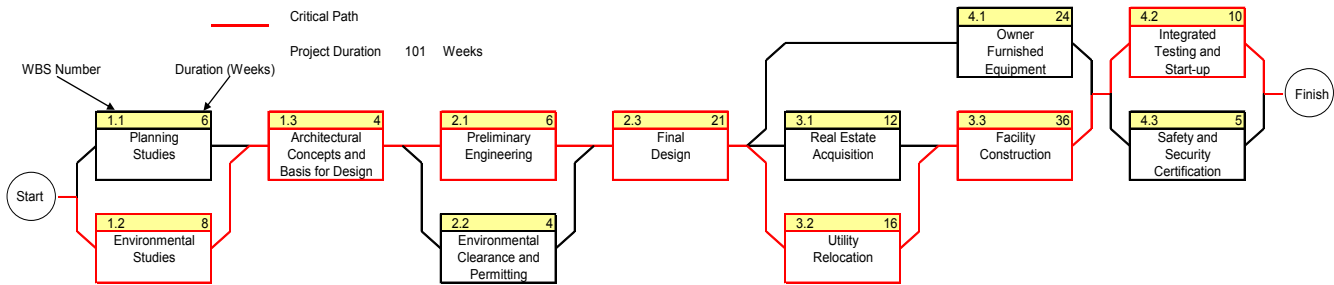 Critical Path
Project Duration 101 Weeks
WBS Number
Duration (Weeks)
Start
1.1 6
Planning
Studies
1.2 8
Environmental
Studies
1.3 4
Architectural
Concepts and
Basis for Design
2.1 6
Preliminary
Engineering
2.2 4
Environmental
Clearance and
Permitting
2.3 21
Final
Design
4.1 24
Owner
Furnished
Equipment
3.1 12
Real Estate
Acquisition
3.2 16
Utility
Relocation
3.3 36
Facility
Construction
4.2 10
Integrated
Testing and
Start-up
4.3 5
Safety and
Security
Certification
Finish